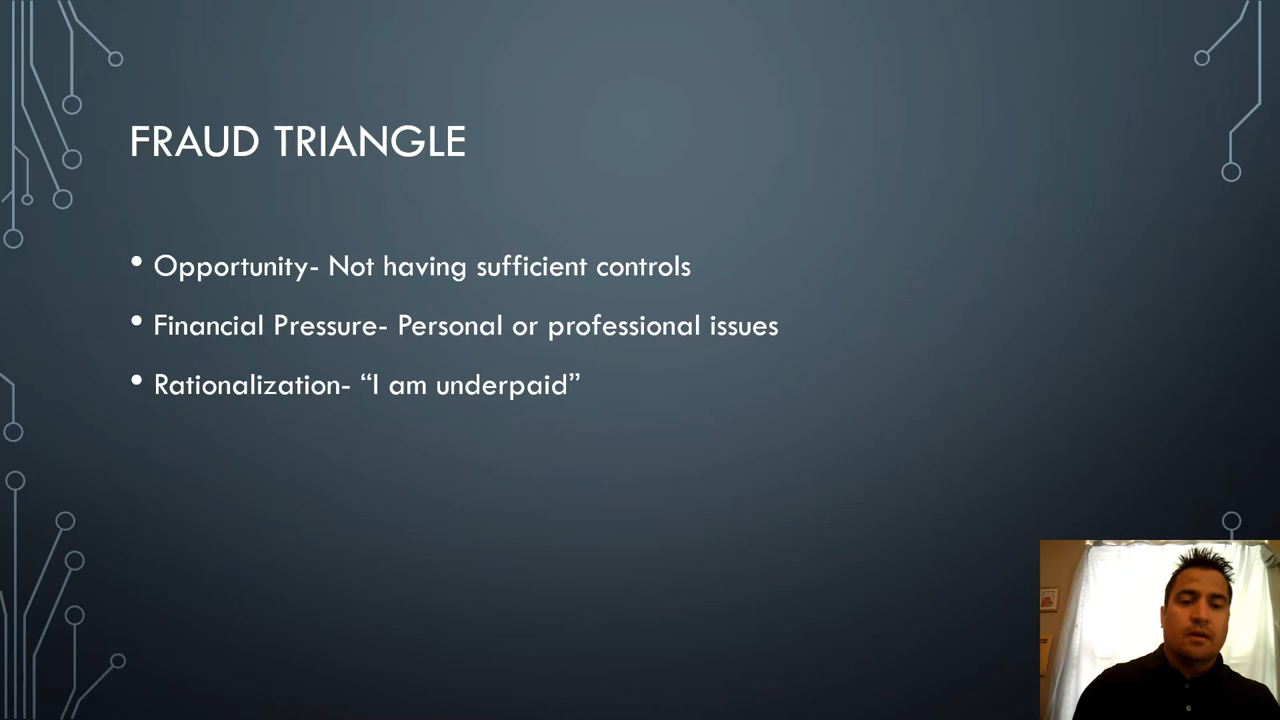 FRAUD TRIANGLE
• Opportunity- Not having sufficient controls
• Financial Pressure- Personal or professional issues
• Rationalization- “I am underpaid”